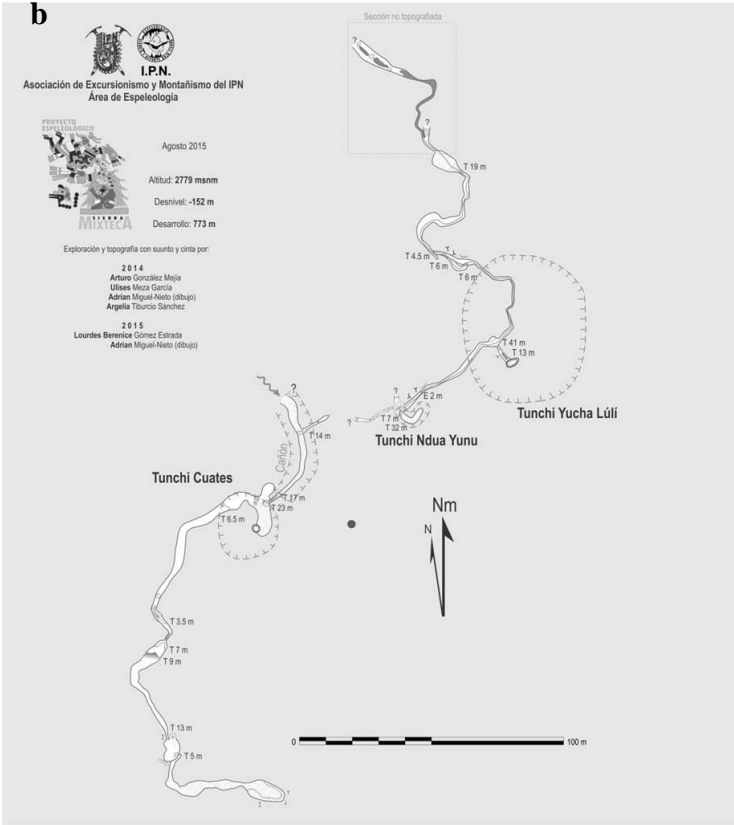 b
Sección no topografiada
IPN
I.P.N.
Asociación de Excursionismo y Montañismo del IPN
Área de Espeleología
PROYECTO
ESPELEOLÓGICO
SIERRA
MIXTECA
Agosto 2015
Altitud: 2779 msnm
Desnivel: -152 m
Desarrollo: 773 m
Exploración y topografía con suunto y cinta por:
2014
Arturo González Mejía
Ulises Meza García
Adrian Miguel-Nieto (dibujo)
Argelia Tiburcio Sánchez
2015
Lourdes Berenice Gómez Estrada
Adrian Miguel-Nieto (dibujo)
?
?
T 19 m
T 4.5 m
T 6 m
T 6 m
T 41 m
T 13 m
Tunchi Yucha Lúlí
?
E 2 m
?
T 7 m
T 32 m
Tunchi Ndua Yunu
?
T 14 m
Cañón
Tunchi Cuates
T 17 m
T 23 m
T 6.5 m
Nm
N
T 3.5 m
T 7 m
T 9 m
T 13 m
T 5 m
0
100 m